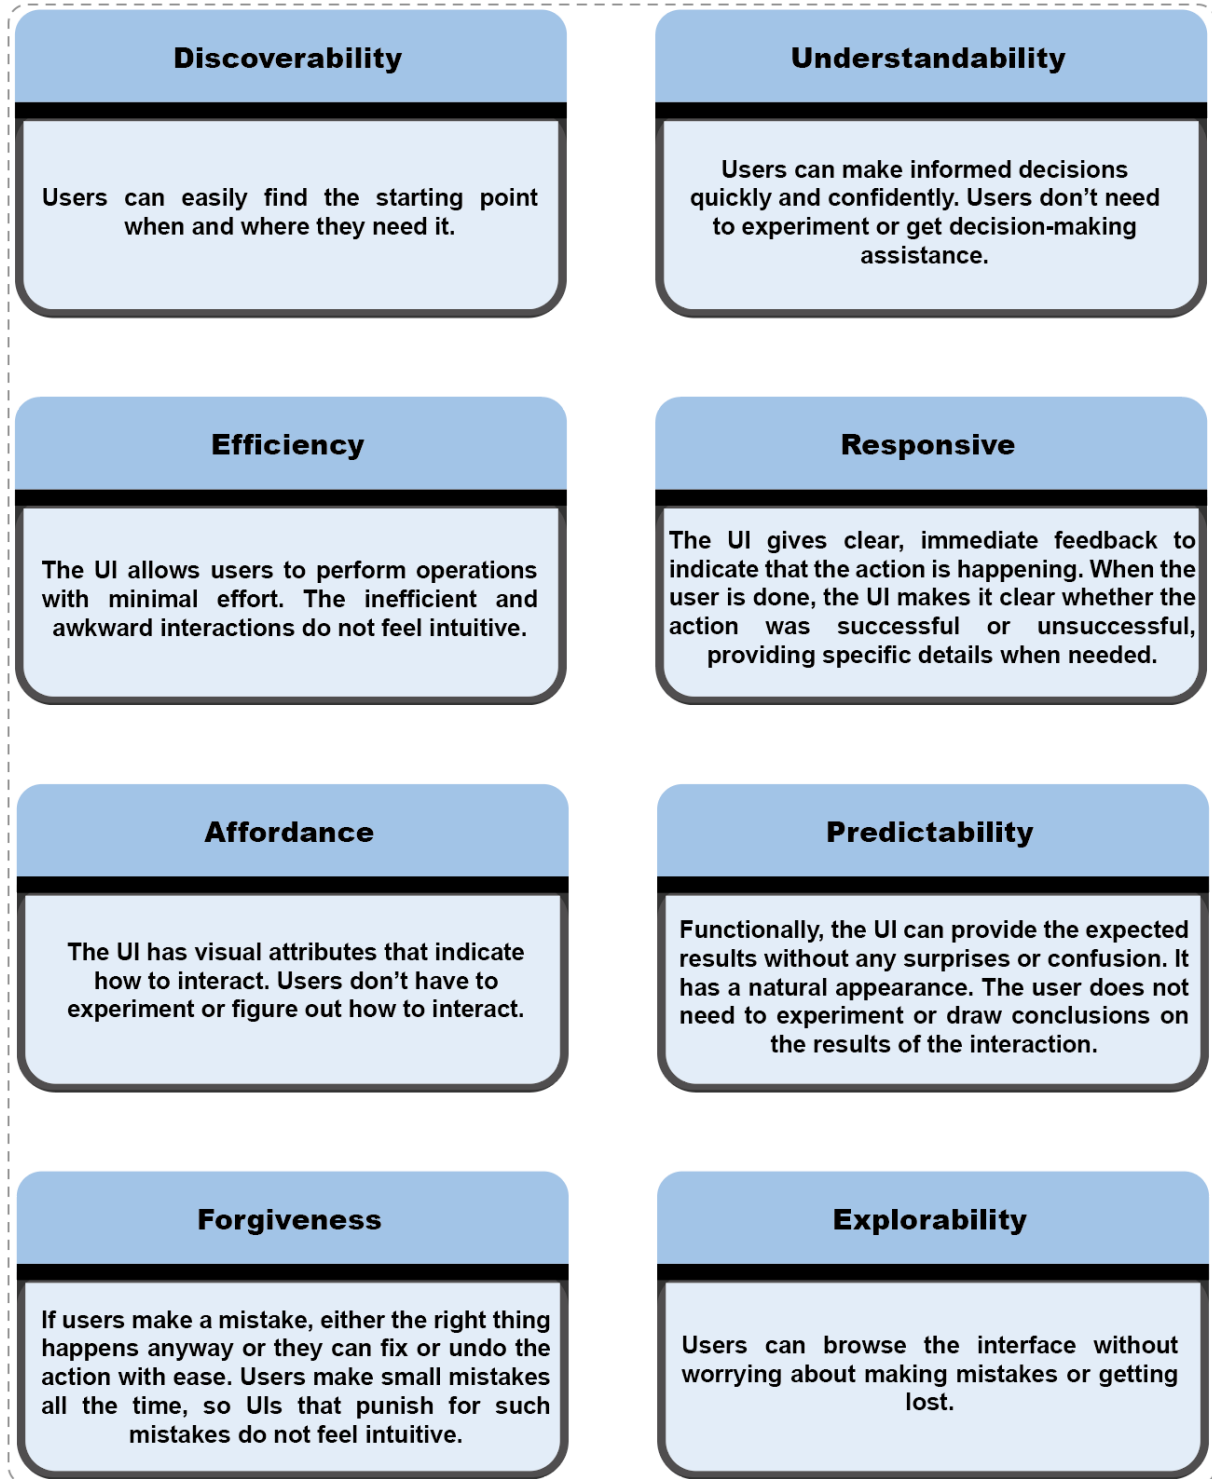 Discoverability
Users can easily find the starting point
when and where they need it.
Understandability
Users can make informed decisions
quickly and confidently. Users don’t need
to experiment or get decision-making
assistance.
Efficiency
The UI allows users to perform operations
with minimal effort. The inefficient and
awkward interactions do not feel intuitive.
Responsive
The UI gives clear, immediate feedback to
indicate that the action is happening. When the
user is done, the UI makes it clear whether the
action was successful or unsuccessful,
providing specific details when needed.
Affordance
The UI has visual attributes that indicate
how to interact. Users don’t have to
experiment or figure out how to interact.
Predictability
Functionally, the UI can provide the expected
results without any surprises or confusion. It
has a natural appearance. The user does not
need to experiment or draw conclusions on
the results of the interaction.
Forgiveness
If users make a mistake, either the right thing
happens anyway or they can fix or undo the
action with ease. Users make small mistakes
all the time, so UIs that punish for such
mistakes do not feel intuitive.
Explorability
Users can browse the interface without
worrying about making mistakes or getting
lost.